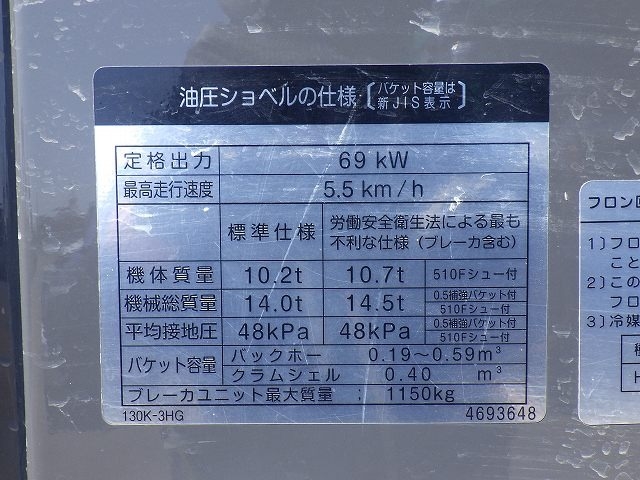 油圧ショベルの仕様〔バケット容量は
新JIS表示〕
定格出力 69 kW
最高走行速度 5.5 km/h
標準仕様 労働安全衛生法による最も
不利な仕様(ブレーカ含む)
機体質量 10.2t 10.7t 510Fシュー付
機械総質量 14.0t 14.5t 0.5補強バケット付
510Fシュー付
平均接地圧 48kPa 48kPa 0.5補強バケット付
510Fシュー付
バケット容量 バックホー 0.19～0.59m³
クラムシェル 0.40 m³
ブレーカユニット最大質量 : 1150kg
130K-3HG 4693648
フロン回
1]フロ
こと
2]この
フロ
3]冷媒
H